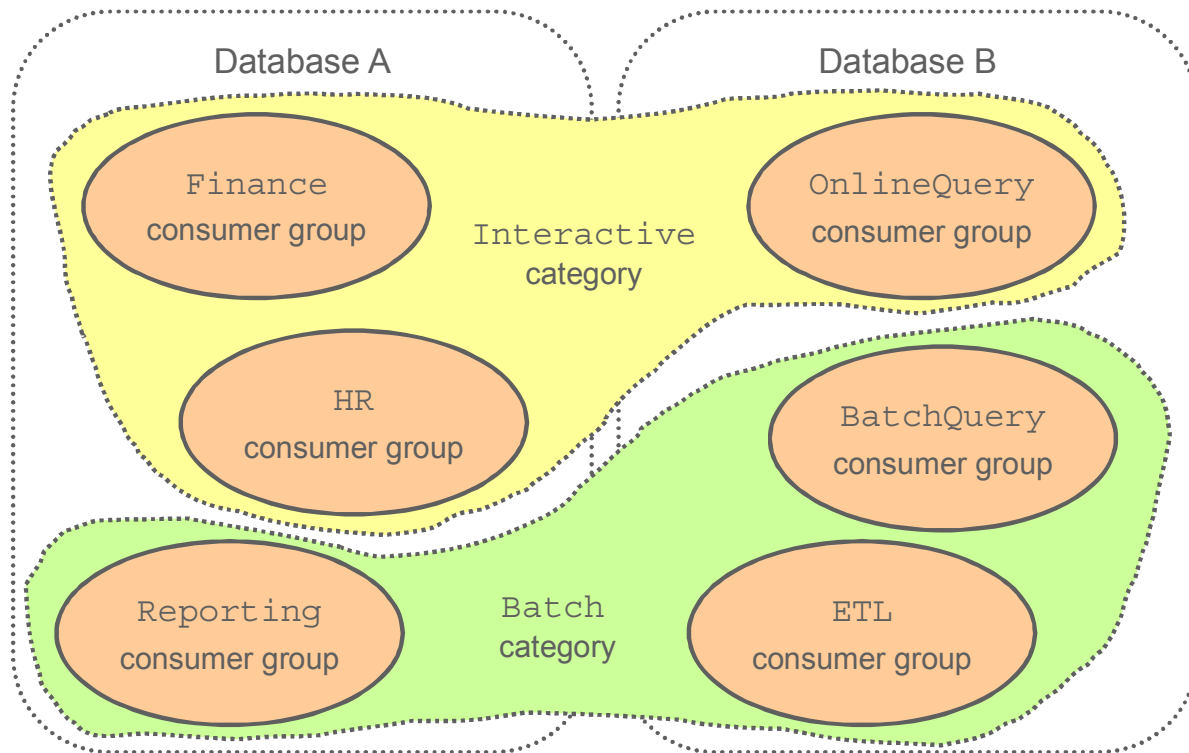 Database A
Database B
Finance
consumer group
OnlineQuery
consumer group
Interactive
category
HR
consumer group
BatchQuery
consumer group
Reporting
consumer group
Batch
category
ETL
consumer group